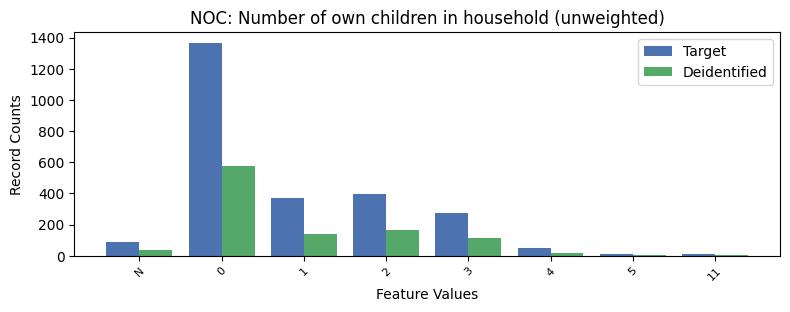 NOC: Number of own children in household (unweighted)
Target
Deidentified
Record Counts
1400
1200
1000
800
600
400
200
0
N 0 1 2 3 4 5 11
Feature Values